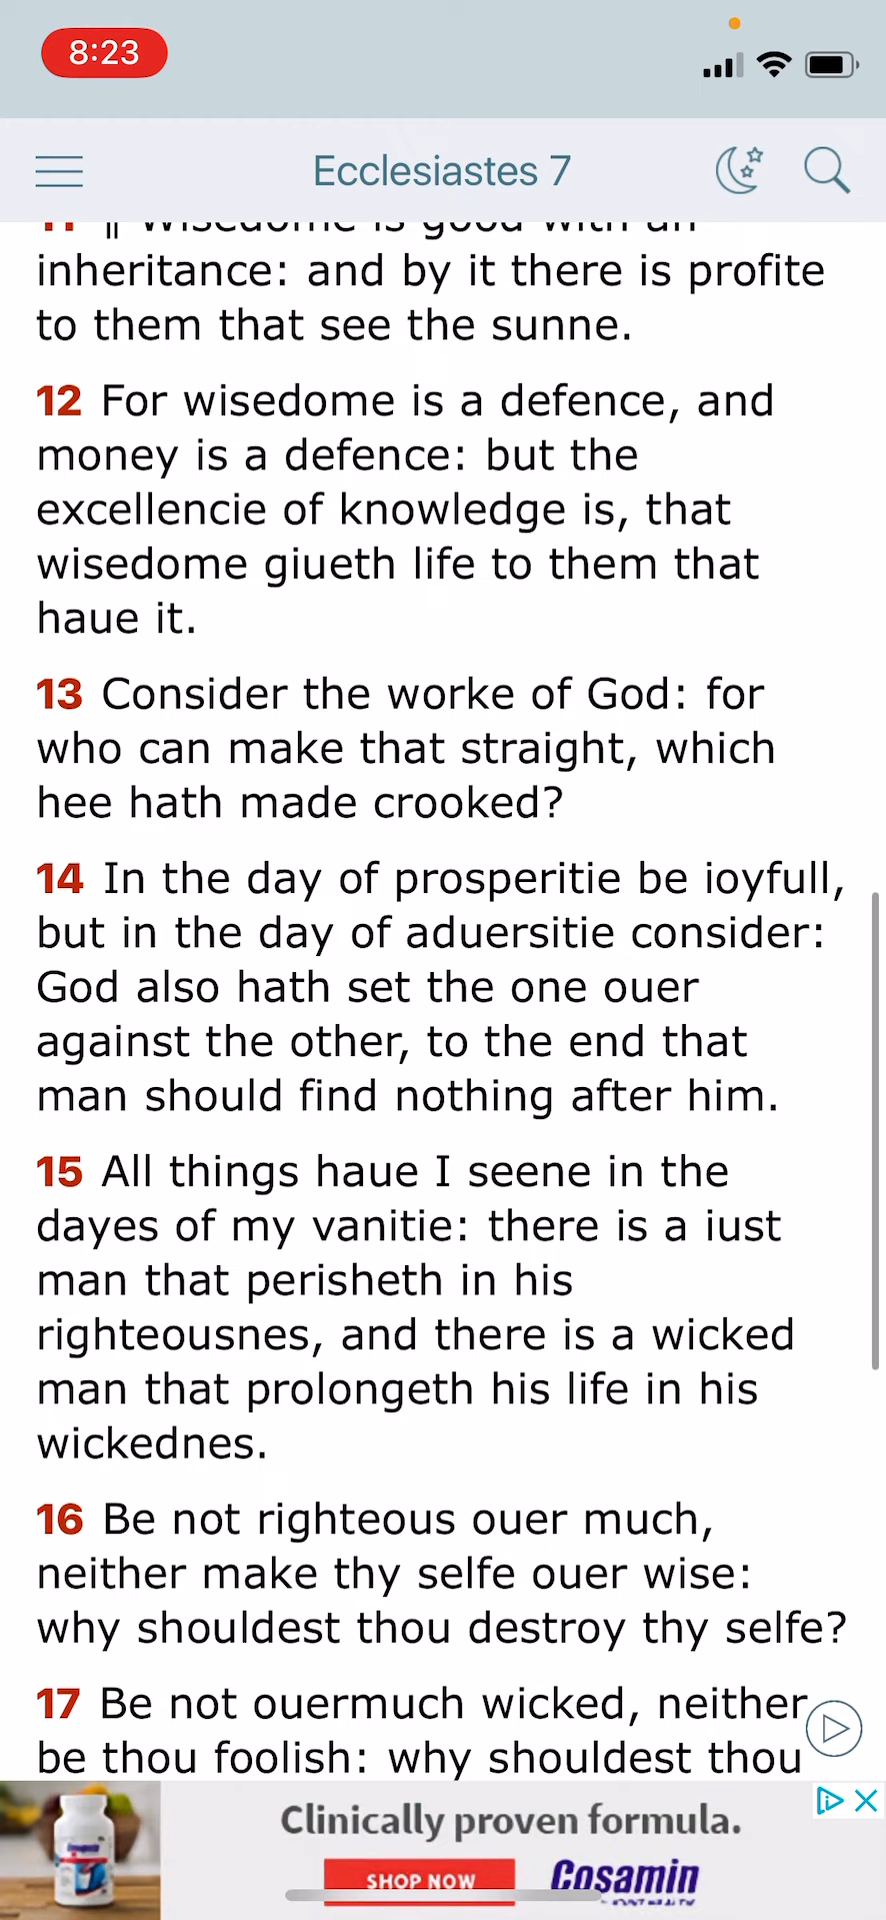 8:23
Ecclesiastes 7
11 ¶ Wisedome is good with an
inheritance: and by it there is profite
to them that see the sunne.
12 For wisedome is a defence, and
money is a defence: but the
excellencie of knowledge is, that
wisedome giueth life to them that
haue it.
13 Consider the worke of God: for
who can make that straight, which
hee hath made crooked?
14 In the day of prosperitie be ioyfull,
but in the day of aduersitie consider:
God also hath set the one ouer
against the other, to the end that
man should find nothing after him.
15 All things haue I seene in the
dayes of my vanitie: there is a iust
man that perisheth in his
righteousnes, and there is a wicked
man that prolongeth his life in his
wickednes.
16 Be not righteous ouer much,
neither make thy selfe ouer wise:
why shouldest thou destroy thy selfe?
17 Be not ouermuch wicked, neither
be thou foolish: why shouldest thou
Clinically proven formula.
SHOP NOW
Cosamin